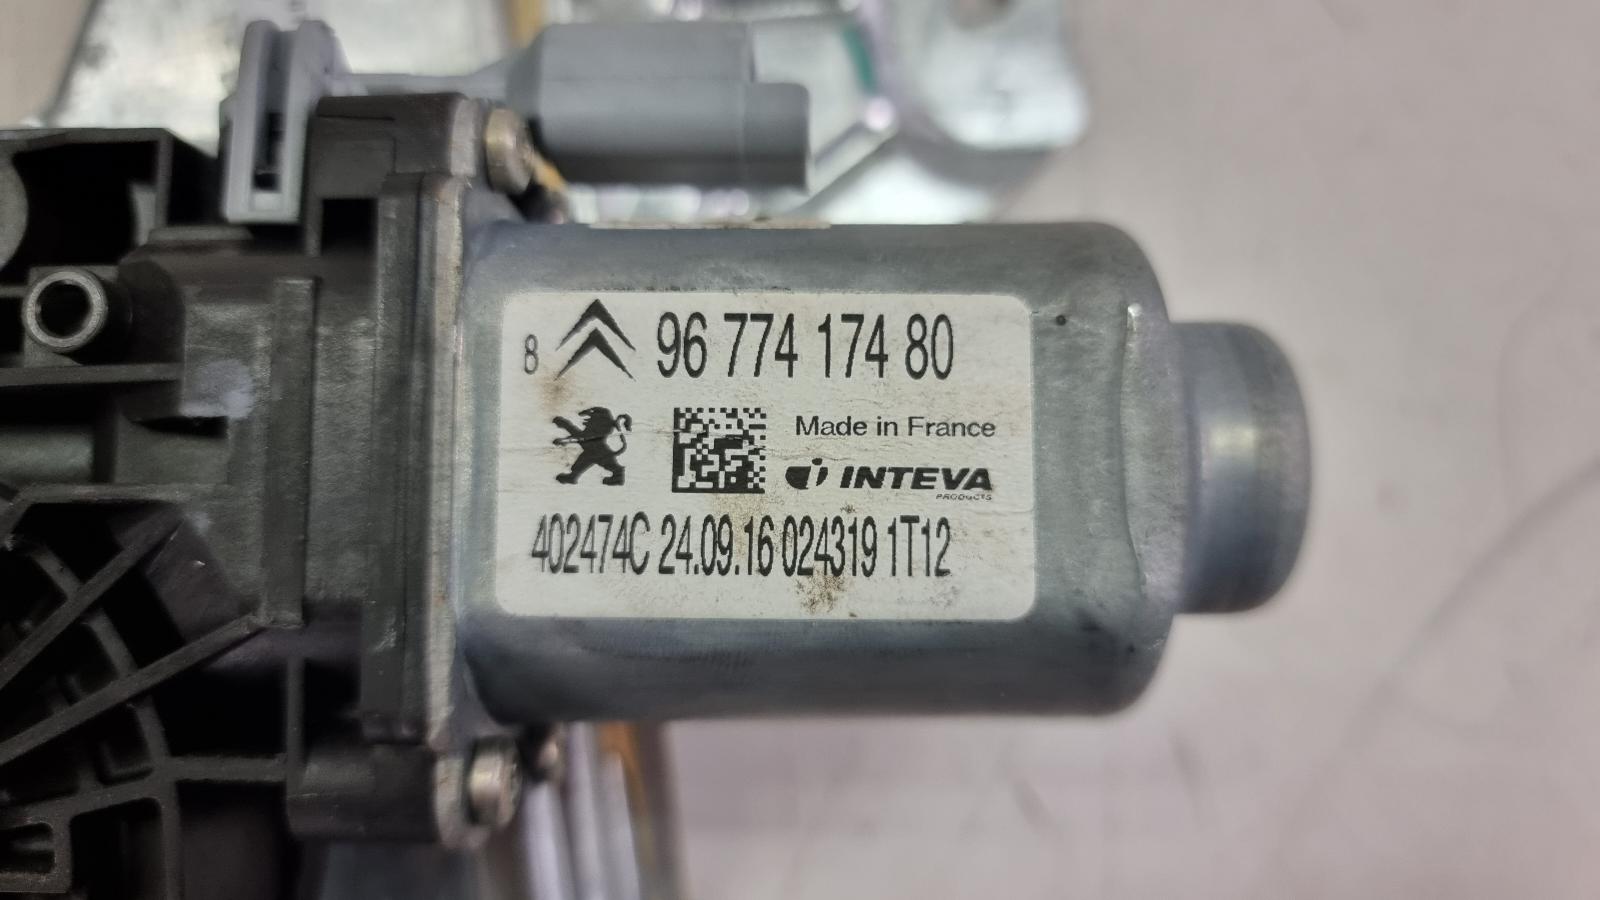 8 96 774 174 80
Made in France
INTEVA
PRODUCTS
402474C 24.09.16 024319 1T12